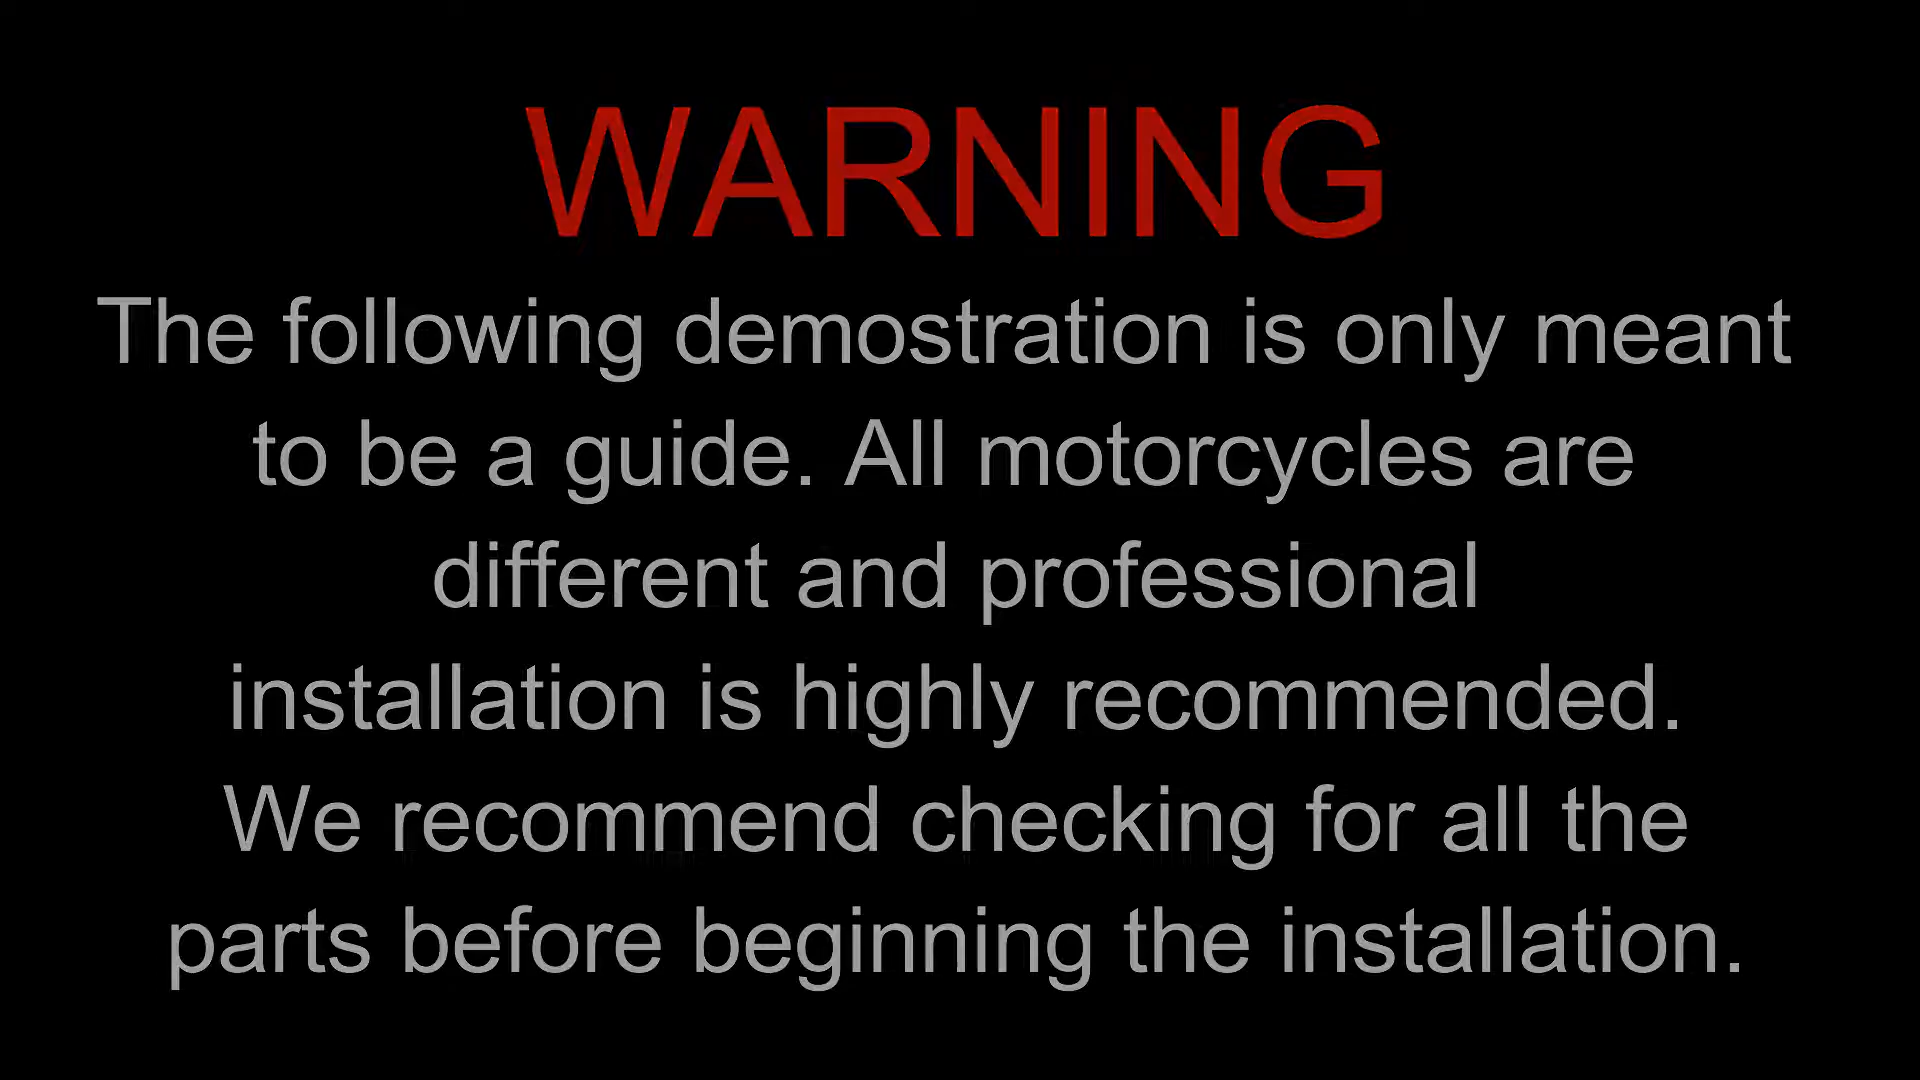 WARNING
The following demostration is only meant
to be a guide. All motorcycles are
different and professional
installation is highly recommended.
We recommend checking for all the
parts before beginning the installation.